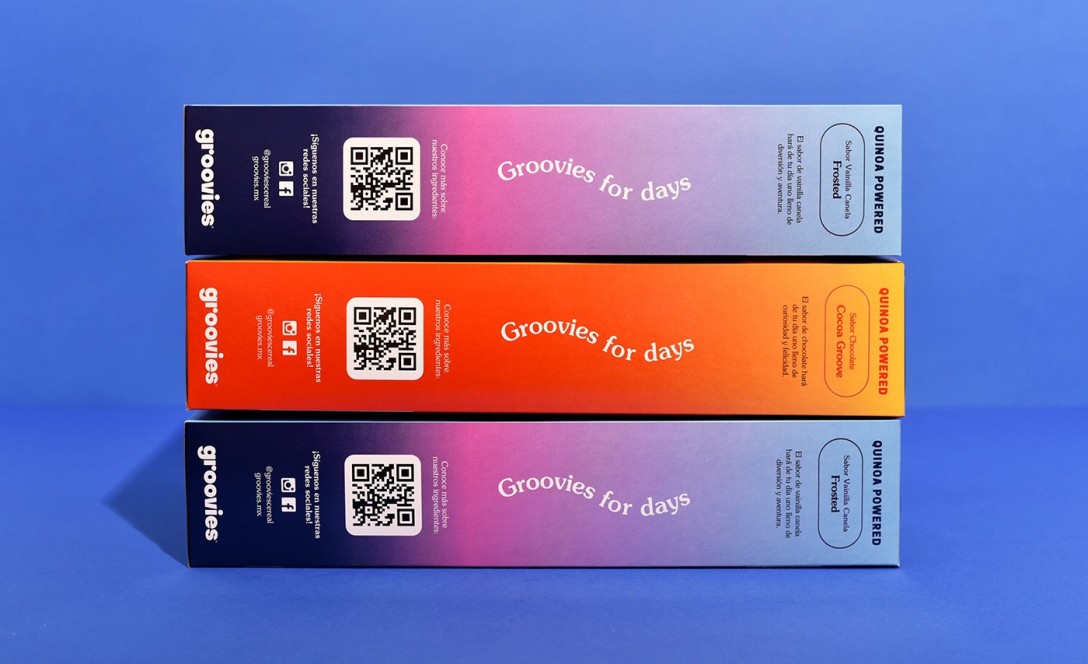 QUINOA POWERED
Sabor Vainilla Canela
Frosted
El sabor de vainilla canela
hará de tu día uno lleno de
diversión y aventura.
Groovies for days
Conoce más sobre
nuestros ingredientes:
¡Síguenos en nuestras
redes sociales!
@grooviescereal
groovies.mx
groovies
QUINOA POWERED
Sabor Chocolate
Cocoa Groove
El sabor de chocolate hará
de tu día uno lleno de
curiosidad y felicidad.
Groovies for days
Conoce más sobre
nuestros ingredientes:
¡Síguenos en nuestras
redes sociales!
@grooviescereal
groovies.mx
groovies
QUINOA POWERED
Sabor Vainilla Canela
Frosted
El sabor de vainilla canela
hará de tu día uno lleno de
diversión y aventura.
Groovies for days
Conoce más sobre
nuestros ingredientes:
¡Síguenos en nuestras
redes sociales!
@grooviescereal
groovies.mx
groovies